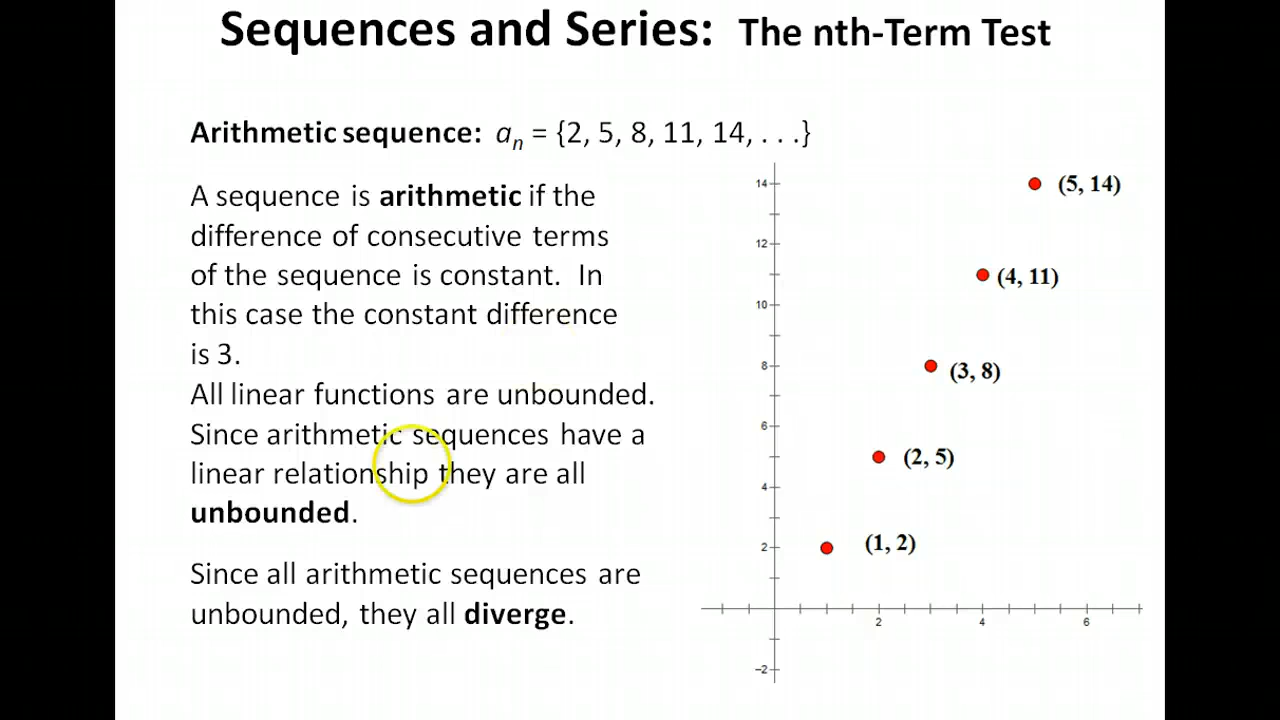 Sequences and Series: The nth-Term Test
Arithmetic sequence: aₙ = {2, 5, 8, 11, 14, . . .}
A sequence is arithmetic if the
difference of consecutive terms
of the sequence is constant. In
this case the constant difference
is 3.
All linear functions are unbounded.
Since arithmetic sequences have a
linear relationship they are all
unbounded.
Since all arithmetic sequences are
unbounded, they all diverge.
14
(5, 14)
12
(4, 11)
10
8
(3, 8)
6
(2, 5)
4
2
(1, 2)
2 4 6
−2